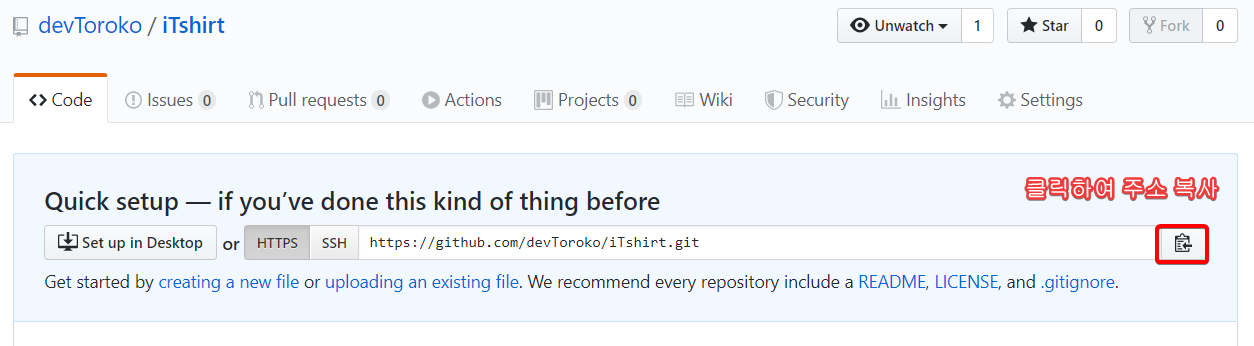 devToroko / iTshirt
Unwatch 1 Star 0 Fork 0
Code Issues 0 Pull requests 0 Actions Projects 0 Wiki Security Insights Settings
클릭하여 주소 복사
Quick setup — if you’ve done this kind of thing before
Set up in Desktop or HTTPS SSH https://github.com/devToroko/iTshirt.git
Get started by creating a new file or uploading an existing file. We recommend every repository include a README, LICENSE, and .gitignore.